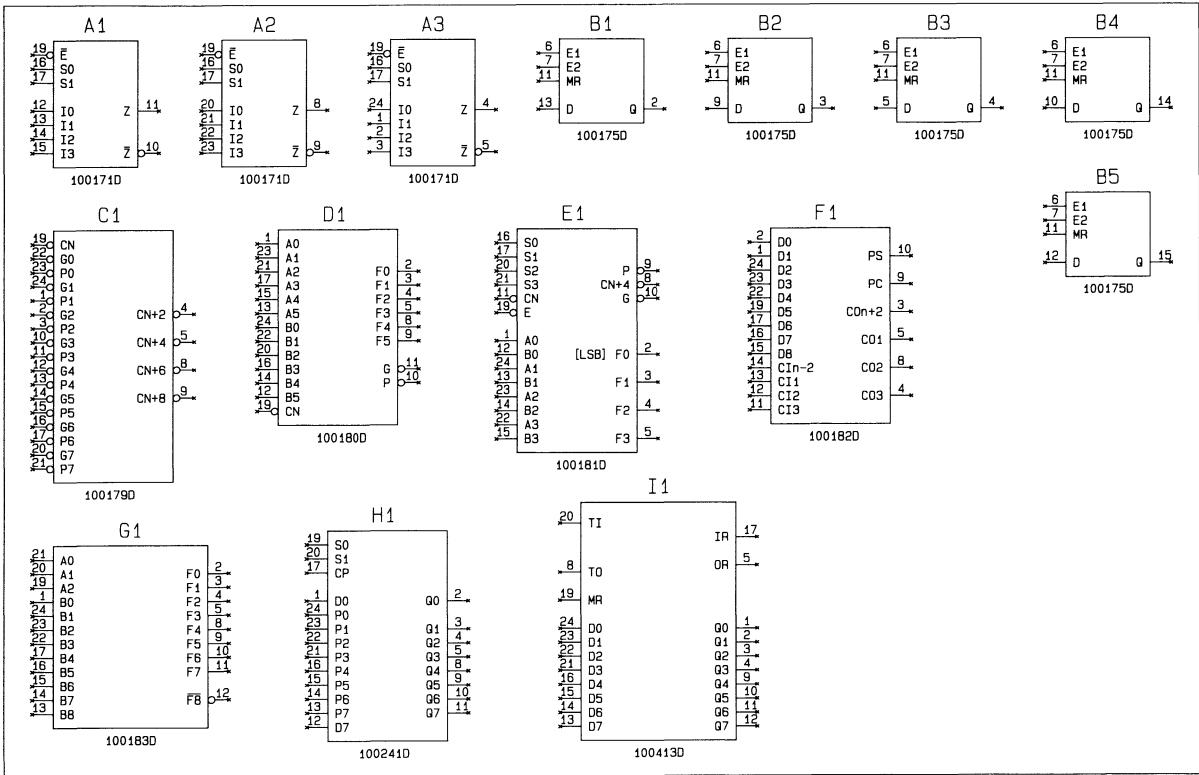 A1
19 E̅
16 S0
17 S1
12 I0 Z 11
13 I1
14 I2
15 I3 Z̅ 10
100171D
A2
19 E̅
16 S0
17 S1
20 I0 Z 8
21 I1
22 I2
23 I3 Z̅ 9
100171D
A3
19 E̅
16 S0
17 S1
24 I0 Z 4
1 I1
2 I2
3 I3 Z̅ 5
100171D
B1
6 E1
7 E2
11 MR
13 D Q 2
100175D
B2
6 E1
7 E2
11 MR
9 D Q 3
100175D
B3
6 E1
7 E2
11 MR
5 D Q 4
100175D
B4
6 E1
7 E2
11 MR
10 D Q 14
100175D
B5
6 E1
7 E2
11 MR
12 D Q 15
100175D
C1
19 CN
22 G0
23 P0
24 G1
1 P1
2 G2 CN+2 4
3 P2
10 G3 CN+4 5
11 P3
12 G4 CN+6 8
13 P4
14 G5 CN+8 9
15 P5
16 G6
17 P6
20 G7
21 P7
100179D
D1
1 A0
23 A1
21 A2 F0 2
17 A3 F1 3
15 A4 F2 4
13 A5 F3 5
24 B0 F4 8
22 B1 F5 9
20 B2
16 B3 G 11
14 B4 P 10
12 B5
19 CN
100180D
E1
16 S0
17 S1
20 S2 P 9
21 S3 CN+4 8
11 CN G 10
19 E
1 A0
12 B0 [LSB] F0 2
24 A1
13 B1 F1 3
23 A2
14 B2 F2 4
22 A3
15 B3 F3 5
100181D
F1
2 D0
1 D1 PS 10
24 D2
23 D3 PC 9
22 D4
19 D5 COn+2 3
17 D6
16 D7 CO1 5
15 D8
14 CIn-2 CO2 8
13 CI1
12 CI2 CO3 4
11 CI3
100182D
G1
21 A0
20 A1 F0 2
19 A2 F1 3
1 B0 F2 4
24 B1 F3 5
23 B2 F4 8
22 B3 F5 9
17 B4 F6 10
16 B5 F7 11
15 B6
14 B7 F̅8̅ 12
13 B8
100183D
H1
19 S0
20 S1
17 CP
1 D0 Q0 2
24 P0
23 P1 Q1 3
22 P2 Q2 4
21 P3 Q3 5
16 P4 Q4 8
15 P5 Q5 9
14 P6 Q6 10
13 P7 Q7 11
12 D7
100241D
I1
20 TI
IR 17
OR 5
8 TO
19 MR
24 D0 Q0 1
23 D1 Q1 2
22 D2 Q2 3
21 D3 Q3 4
16 D4 Q4 9
15 D5 Q5 10
14 D6 Q6 11
13 D7 Q7 12
100413D